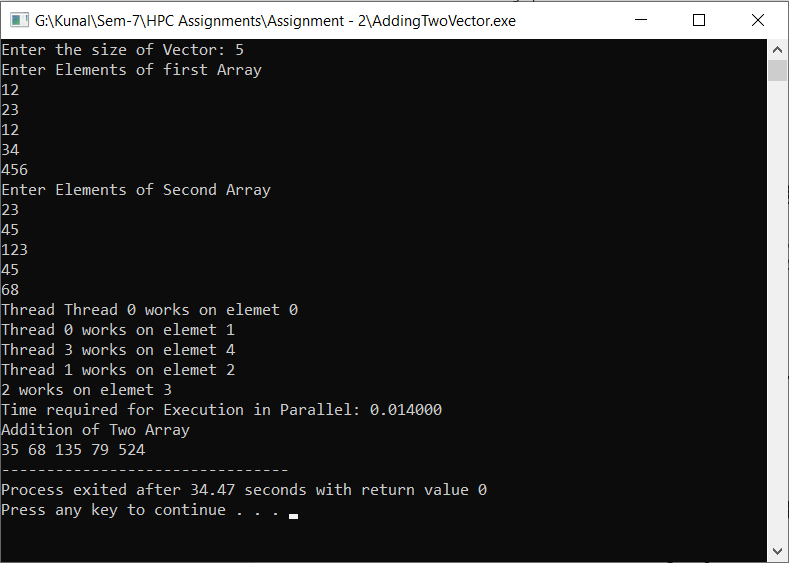 G:\Kunal\Sem-7\HPC Assignments\Assignment - 2\AddingTwoVector.exe
Enter the size of Vector: 5
Enter Elements of first Array
12
23
12
34
456
Enter Elements of Second Array
23
45
123
45
68
Thread Thread 0 works on elemet 0
Thread 0 works on elemet 1
Thread 3 works on elemet 4
Thread 1 works on elemet 2
2 works on elemet 3
Time required for Execution in Parallel: 0.014000
Addition of Two Array
35 68 135 79 524
--------------------------------
Process exited after 34.47 seconds with return value 0
Press any key to continue . . .